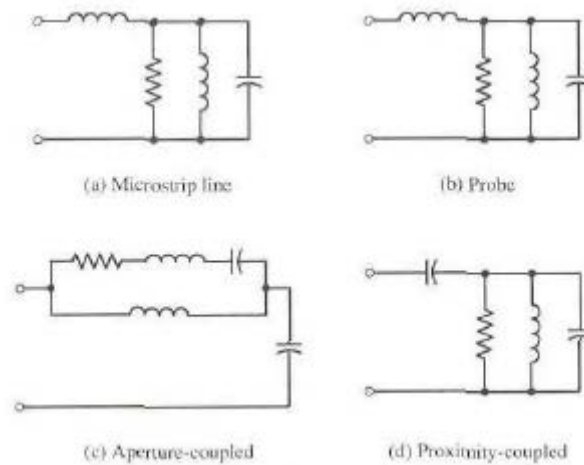 (a) Microstrip line
(b) Probe
(c) Aperture-coupled
(d) Proximity-coupled